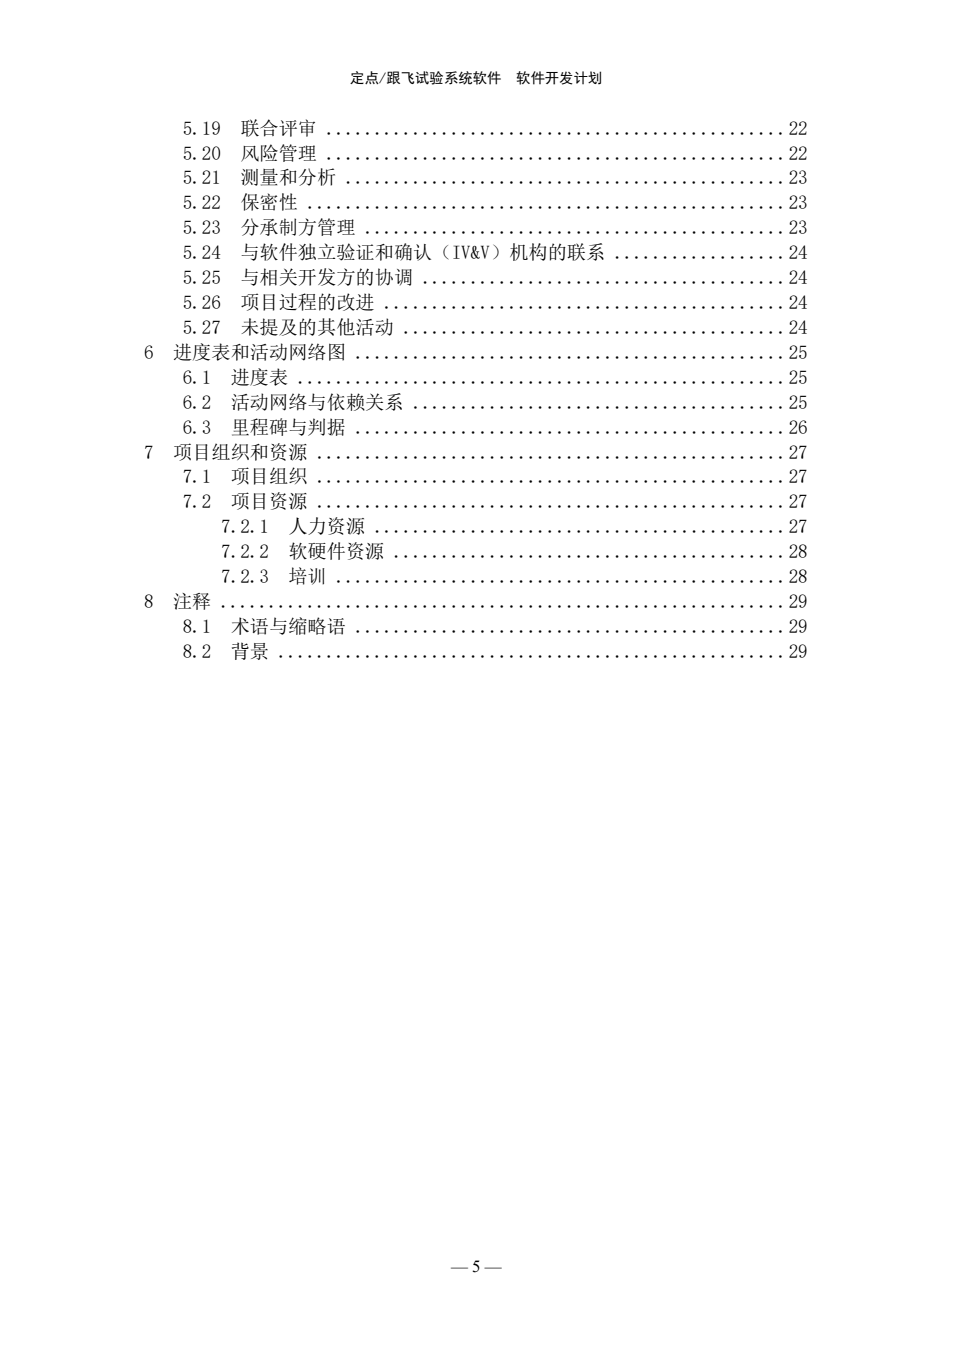 定点/跟飞试验系统软件　软件开发计划
5.19　联合评审 ................................................ 22
5.20　风险管理 ................................................ 22
5.21　测量和分析 .............................................. 23
5.22　保密性 .................................................. 23
5.23　分承制方管理 ............................................ 23
5.24　与软件独立验证和确认（IV&V）机构的联系 .................. 24
5.25　与相关开发方的协调 ...................................... 24
5.26　项目过程的改进 .......................................... 24
5.27　未提及的其他活动 ........................................ 24
6　进度表和活动网络图 ............................................. 25
6.1　进度表 ................................................... 25
6.2　活动网络与依赖关系 ....................................... 25
6.3　里程碑与判据 ............................................. 26
7　项目组织和资源 ................................................. 27
7.1　项目组织 ................................................. 27
7.2　项目资源 ................................................. 27
7.2.1　人力资源 ........................................... 27
7.2.2　软硬件资源 ......................................... 28
7.2.3　培训 ............................................... 28
8　注释 ........................................................... 29
8.1　术语与缩略语 ............................................. 29
8.2　背景 ..................................................... 29
— 5 —